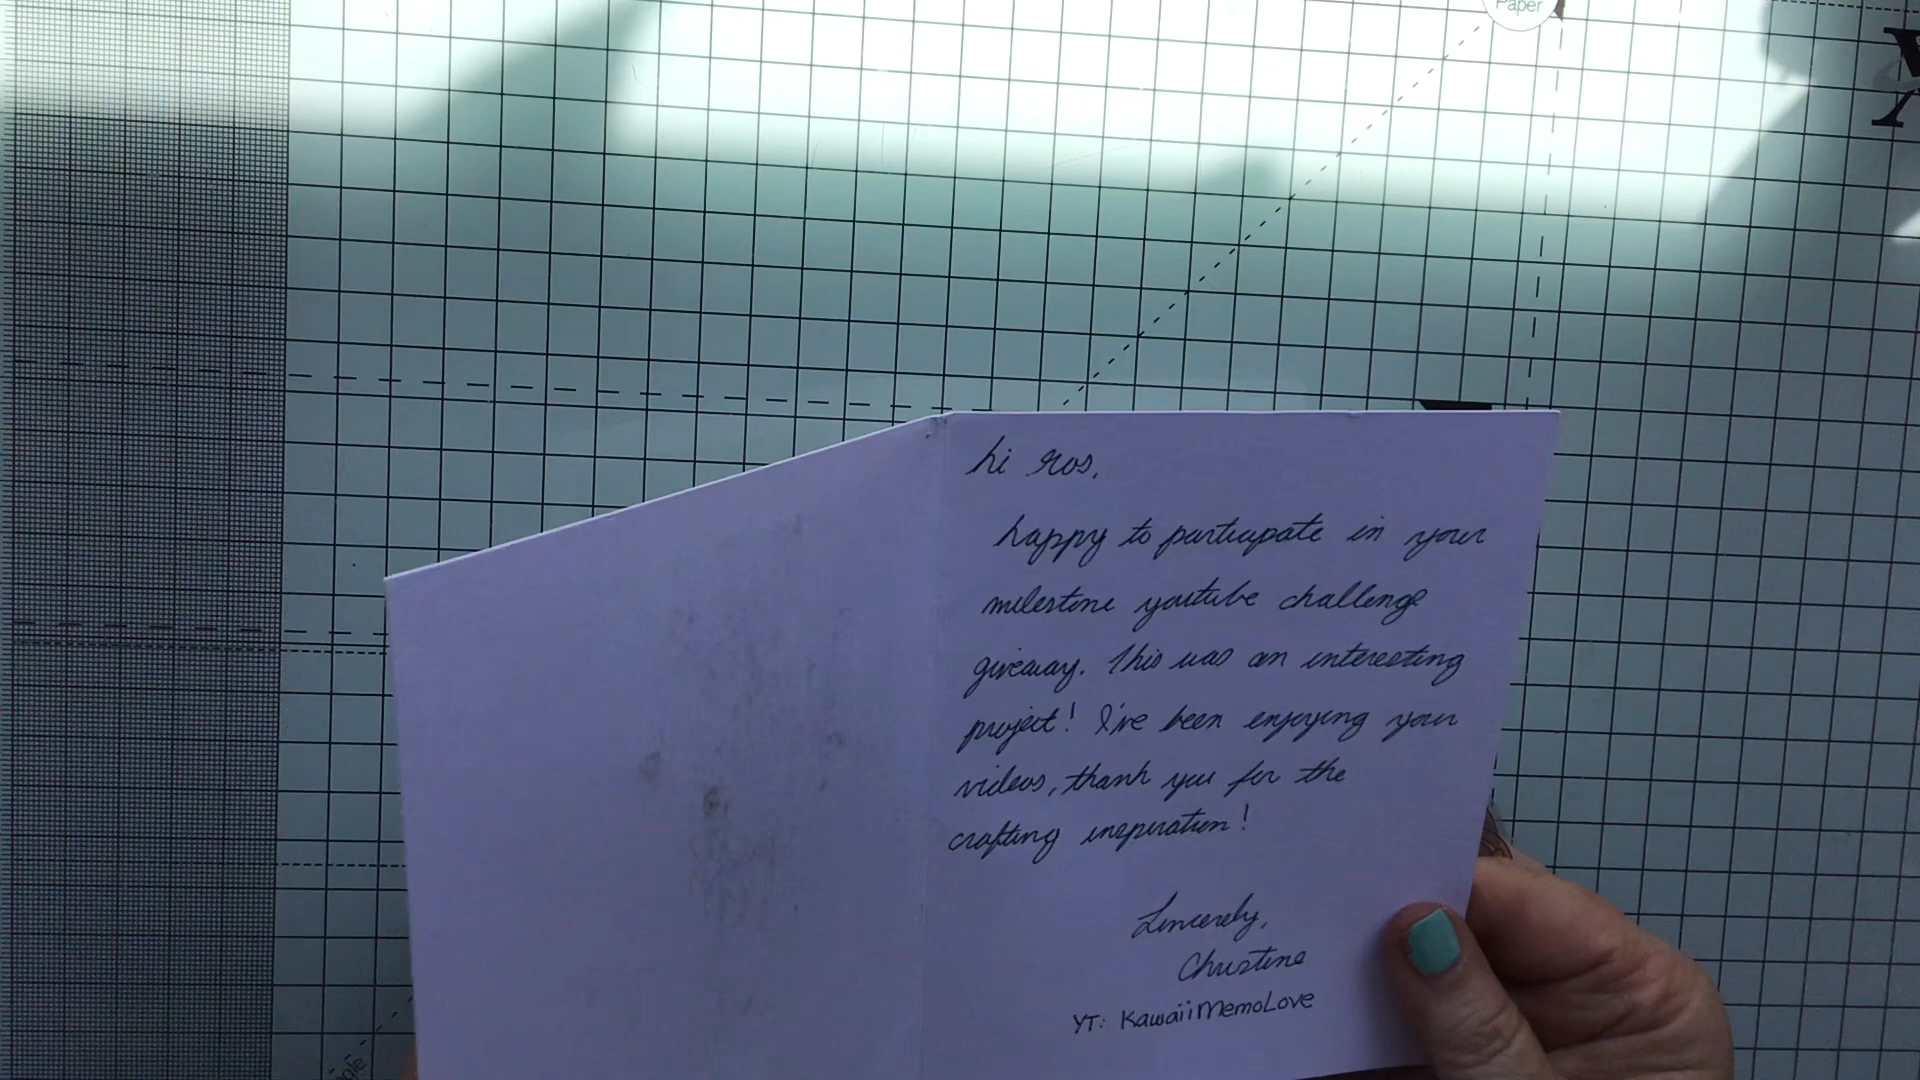 Paper
hi Ros,
happy to participate in your
milestone youtube challenge
giveaway. This was an interesting
project! I've been enjoying your
videos, thank you for the
crafting inspiration!
Sincerely,
Christine
YT: KawaiiMemoLove